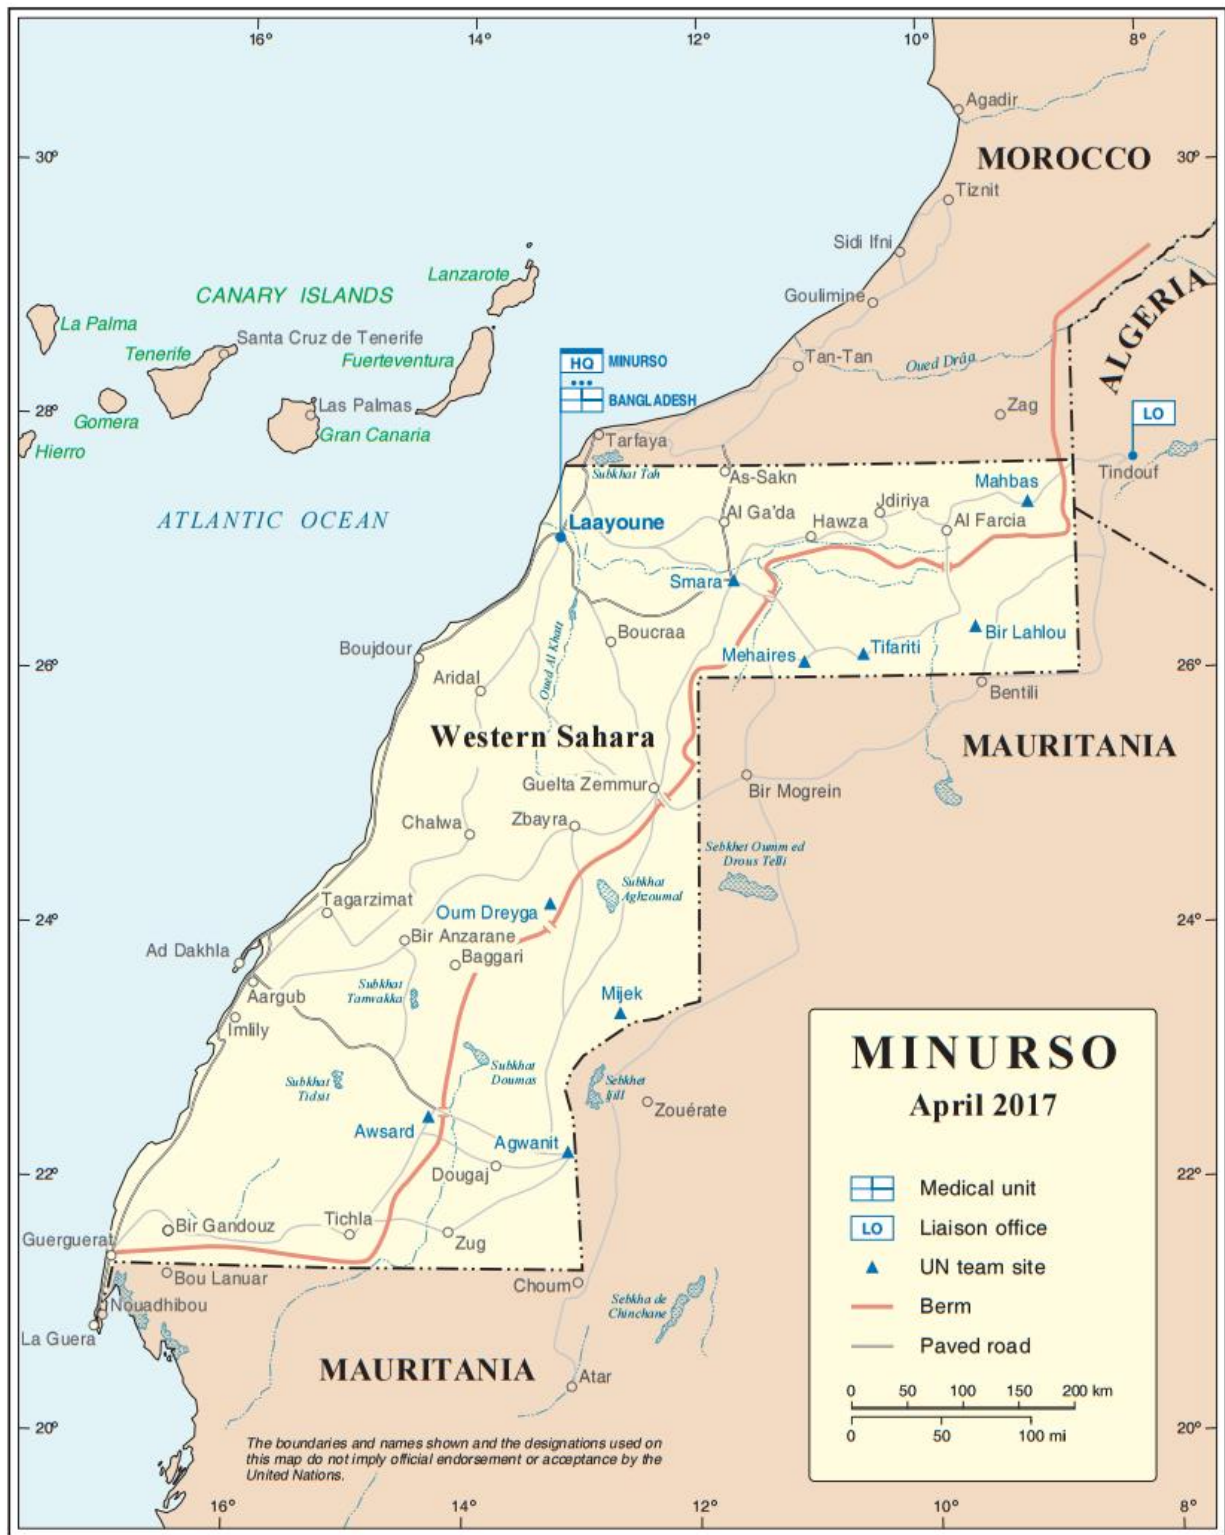 16°
14°
12°
10°
8°
Agadir
MOROCCO
30°
30°
Tiznit
Sidi Ifni
Lanzarote
CANARY ISLANDS
Goulimine
ALGERIA
La Palma
Santa Cruz de Tenerife
Tenerife
Fuerteventura
HQ
MINURSO
Tan-Tan
Oued Drâa
BANGLADESH
Las Palmas
Gomera
28°
Zag
LO
Gran Canaria
Hierro
Tarfaya
Subkhat Tah
As-Sakn
Tindouf
Mahbas
ATLANTIC OCEAN
Laayoune
Al Ga'da
Hawza
Jdiriya
Al Farcia
Smara
Boucraa
Bir Lahlou
Boujdour
Oued Al Khatt
Mehaires
Tifariti
26°
26°
Aridal
Bentili
Western Sahara
MAURITANIA
Guelta Zemmur
Bir Mogrein
Chalwa
Zbayra
Sebkhet Oumm ed
Drous Telli
Subkhat
Aghzoumal
Tagarzimat
Oum Dreyga
24°
24°
Bir Anzarane
Ad Dakhla
Baggari
Aargub
Subkhat
Tanwakka
Mijek
Imlily
MINURSO
April 2017
Subkhat
Tidsit
Subkhat
Doumas
Sebkhet
Ijill
Zouérate
Awsard
Agwanit
22°
22°
Dougaj
Medical unit
LO
Liaison office
UN team site
Berm
Paved road
0 50 100 150 200 km
0 50 100 mi
Bir Gandouz
Tichla
Zug
Guerguerat
Bou Lanuar
Choum
Nouadhibou
La Guera
Sebkha de
Chinchane
MAURITANIA
Atar
20°
20°
The boundaries and names shown and the designations used on
this map do not imply official endorsement or acceptance by the
United Nations.
16°
14°
12°
10°
8°